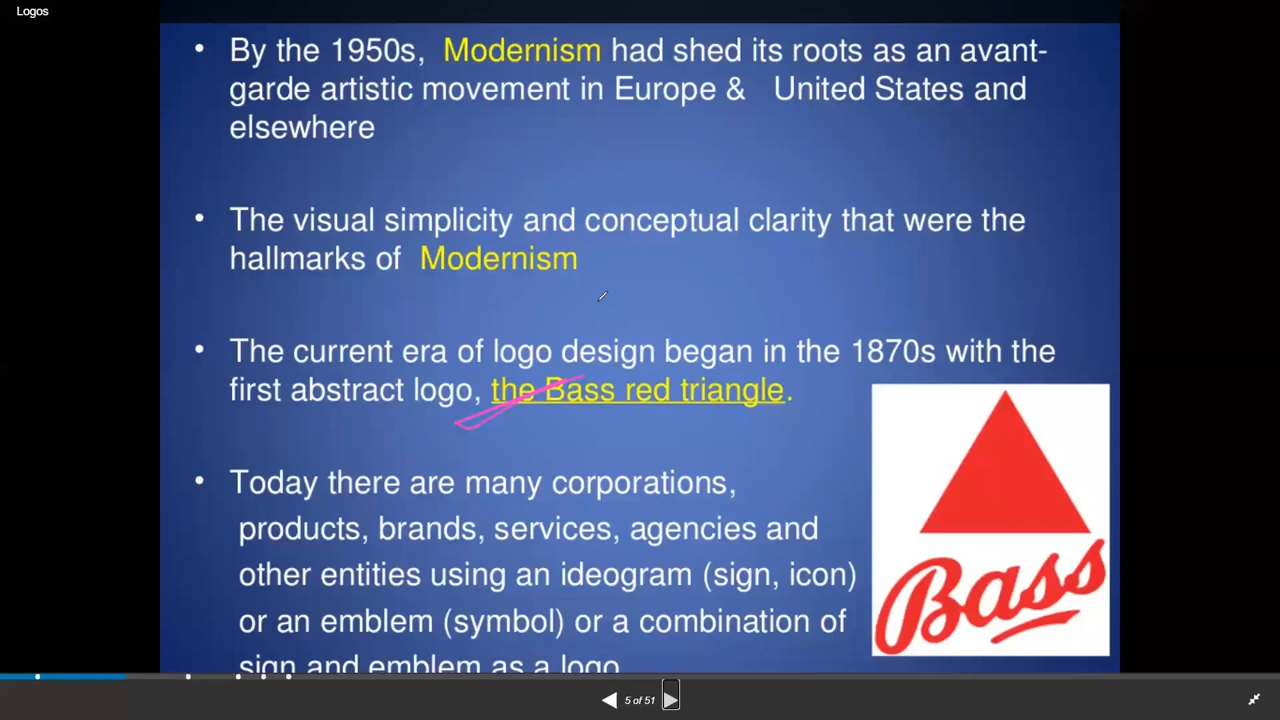 Logos
• By the 1950s, Modernism had shed its roots as an avant-
garde artistic movement in Europe & United States and
elsewhere
• The visual simplicity and conceptual clarity that were the
hallmarks of Modernism
• The current era of logo design began in the 1870s with the
first abstract logo, the Bass red triangle.
• Today there are many corporations,
products, brands, services, agencies and
other entities using an ideogram (sign, icon)
or an emblem (symbol) or a combination of
sign and emblem as a logo
Bass
5 of 51